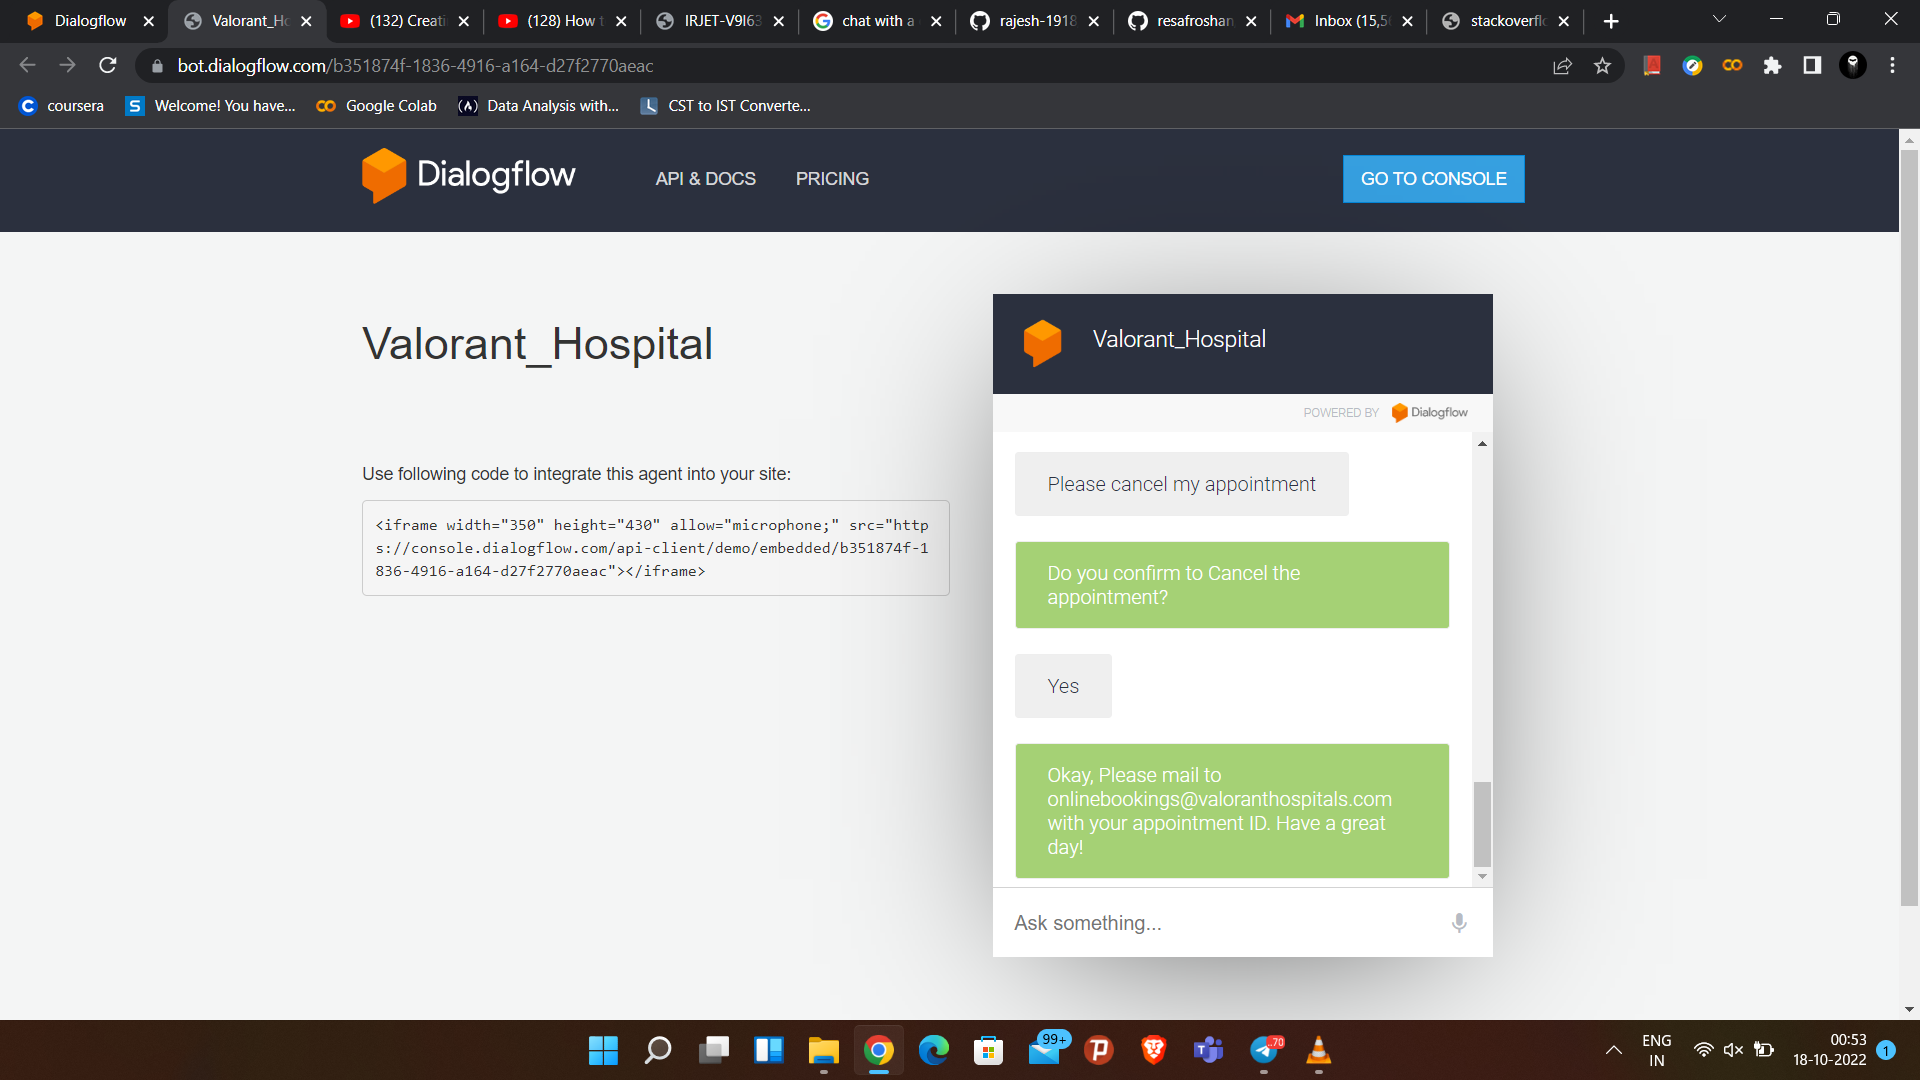 Dialogflow
Valorant_Ho
(132) Creati
(128) How t
IRJET-V9I63
chat with a
rajesh-1918
resafroshan
Inbox (15,56
stackoverflo
bot.dialogflow.com/b351874f-1836-4916-a164-d27f2770aeac
coursera
Welcome! You have...
Google Colab
Data Analysis with...
CST to IST Converte...
Dialogflow
API & DOCS
PRICING
GO TO CONSOLE
Valorant_Hospital
Use following code to integrate this agent into your site:
<iframe width="350" height="430" allow="microphone;" src="http
s://console.dialogflow.com/api-client/demo/embedded/b351874f-1
836-4916-a164-d27f2770aeac"></iframe>
Valorant_Hospital
POWERED BY Dialogflow
Please cancel my appointment
Do you confirm to Cancel the
appointment?
Yes
Okay, Please mail to
onlinebookings@valoranthospitals.com
with your appointment ID. Have a great
day!
Ask something...
99+
70
ENG
IN
00:53
18-10-2022
1